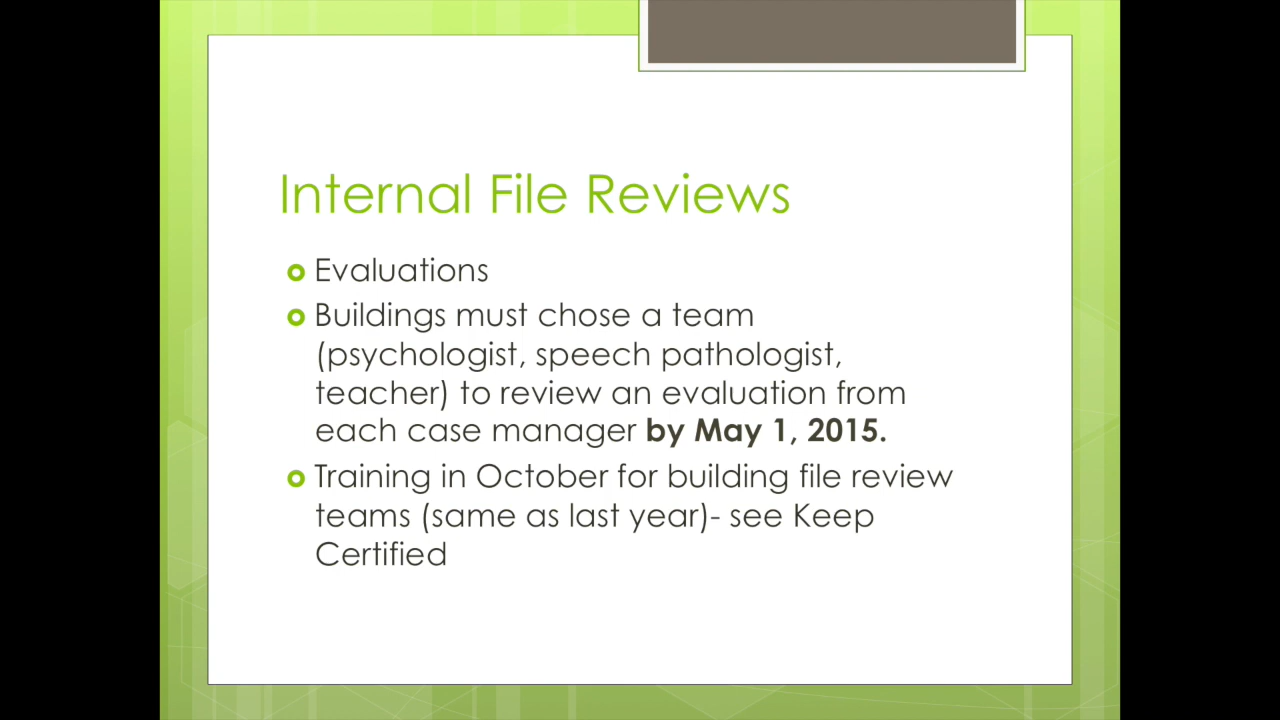 Internal File Reviews
Evaluations
Buildings must chose a team
(psychologist, speech pathologist,
teacher) to review an evaluation from
each case manager by May 1, 2015.
Training in October for building file review
teams (same as last year)- see Keep
Certified